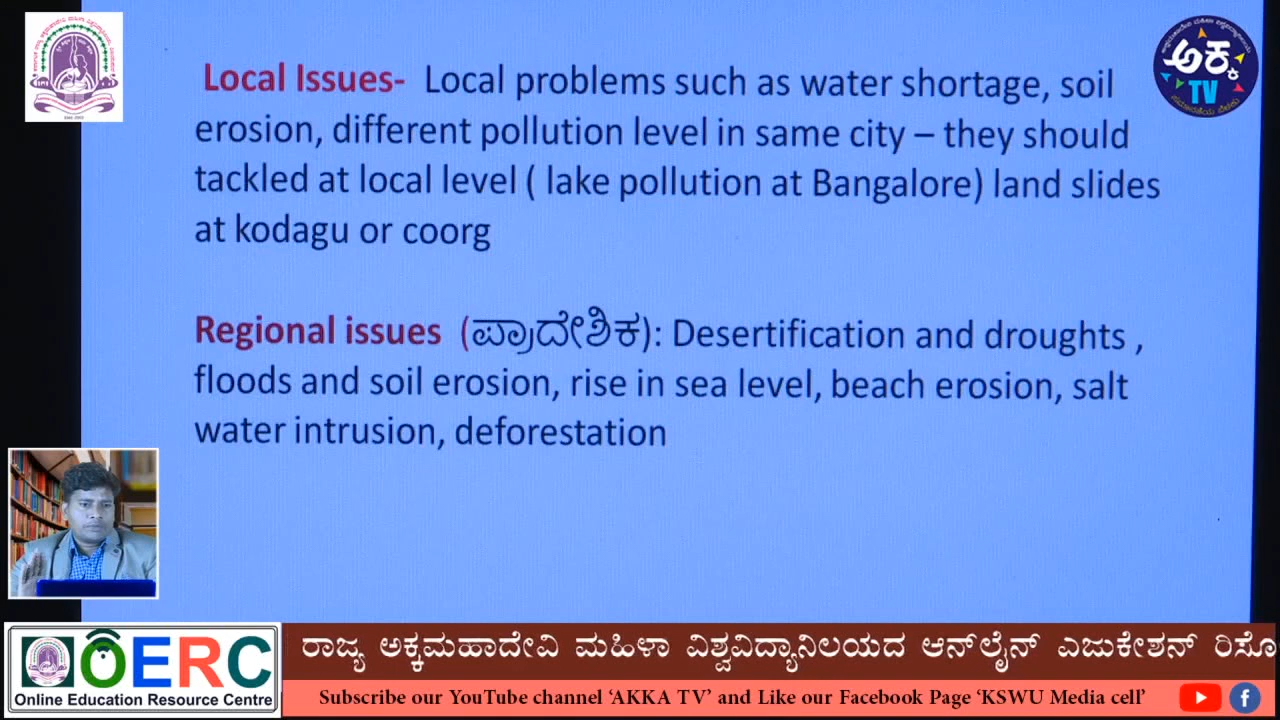 Local Issues- Local problems such as water shortage, soil
erosion, different pollution level in same city – they should
tackled at local level ( lake pollution at Bangalore) land slides
at kodagu or coorg
Regional issues (ಪ್ರಾದೇಶಿಕ): Desertification and droughts ,
floods and soil erosion, rise in sea level, beach erosion, salt
water intrusion, deforestation
ಅಕ್ಕ
TV
OERC
Online Education Resource Centre
ರಾಜ್ಯ ಅಕ್ಕಮಹಾದೇವಿ ಮಹಿಳಾ ವಿಶ್ವವಿದ್ಯಾನಿಲಯದ ಆನ್‌ಲೈನ್ ಎಜುಕೇಶನ್ ರಿಸೊ
Subscribe our YouTube channel ‘AKKA TV’ and Like our Facebook Page ‘KSWU Media cell’